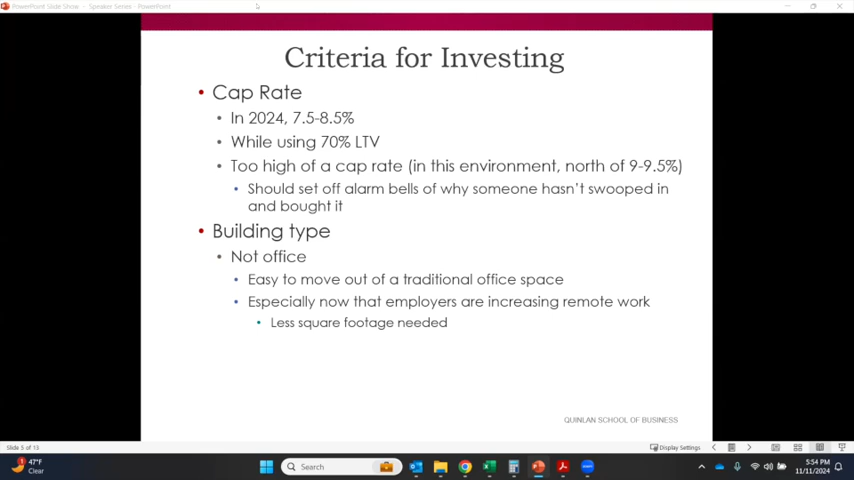 PowerPoint Slide Show - Speaker Series - PowerPoint
Criteria for Investing
• Cap Rate
• In 2024, 7.5-8.5%
• While using 70% LTV
• Too high of a cap rate (in this environment, north of 9-9.5%)
• Should set off alarm bells of why someone hasn't swooped in
and bought it
• Building type
• Not office
• Easy to move out of a traditional office space
• Especially now that employers are increasing remote work
• Less square footage needed
QUINLAN SCHOOL OF BUSINESS
Slide 5 of 13
Display Settings
47°F
Clear
Search
5:54 PM
11/11/2024